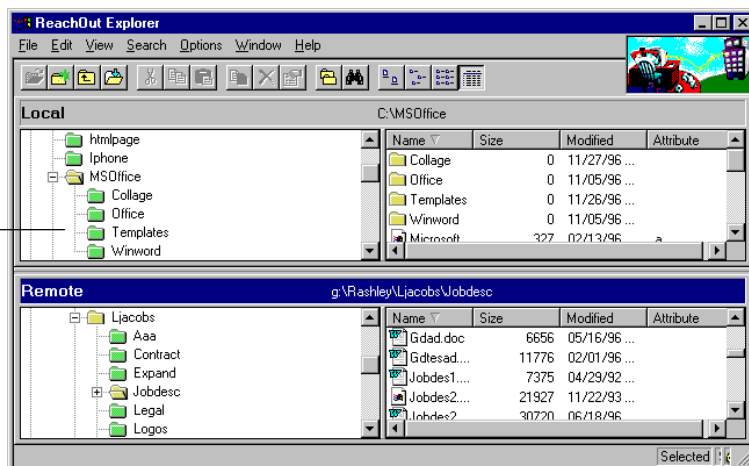 ReachOut Explorer
File Edit View Search Options Window Help
Local C:\MSOffice
htmlpage
Iphone
MSOffice
Collage
Office
Templates
Winword
Name Size Modified Attribute
Collage 0 11/27/96 ...
Office 0 11/05/96 ...
Templates 0 11/26/96 ...
Winword 0 11/05/96 ...
Microsoft 327 02/13/96 a
Remote g:\Rashley\Ljacobs\Jobdesc
Ljacobs
Aaa
Contract
Expand
Jobdesc
Legal
Logos
Name Size Modified Attribute
Gdad.doc 6656 05/16/96 ...
Gdtesad.... 11776 02/01/96 ...
Jobdes1.... 7375 04/29/92 ...
Jobdes2.... 21927 11/22/93 ...
Jobdes2 30720 06/18/96
Selected